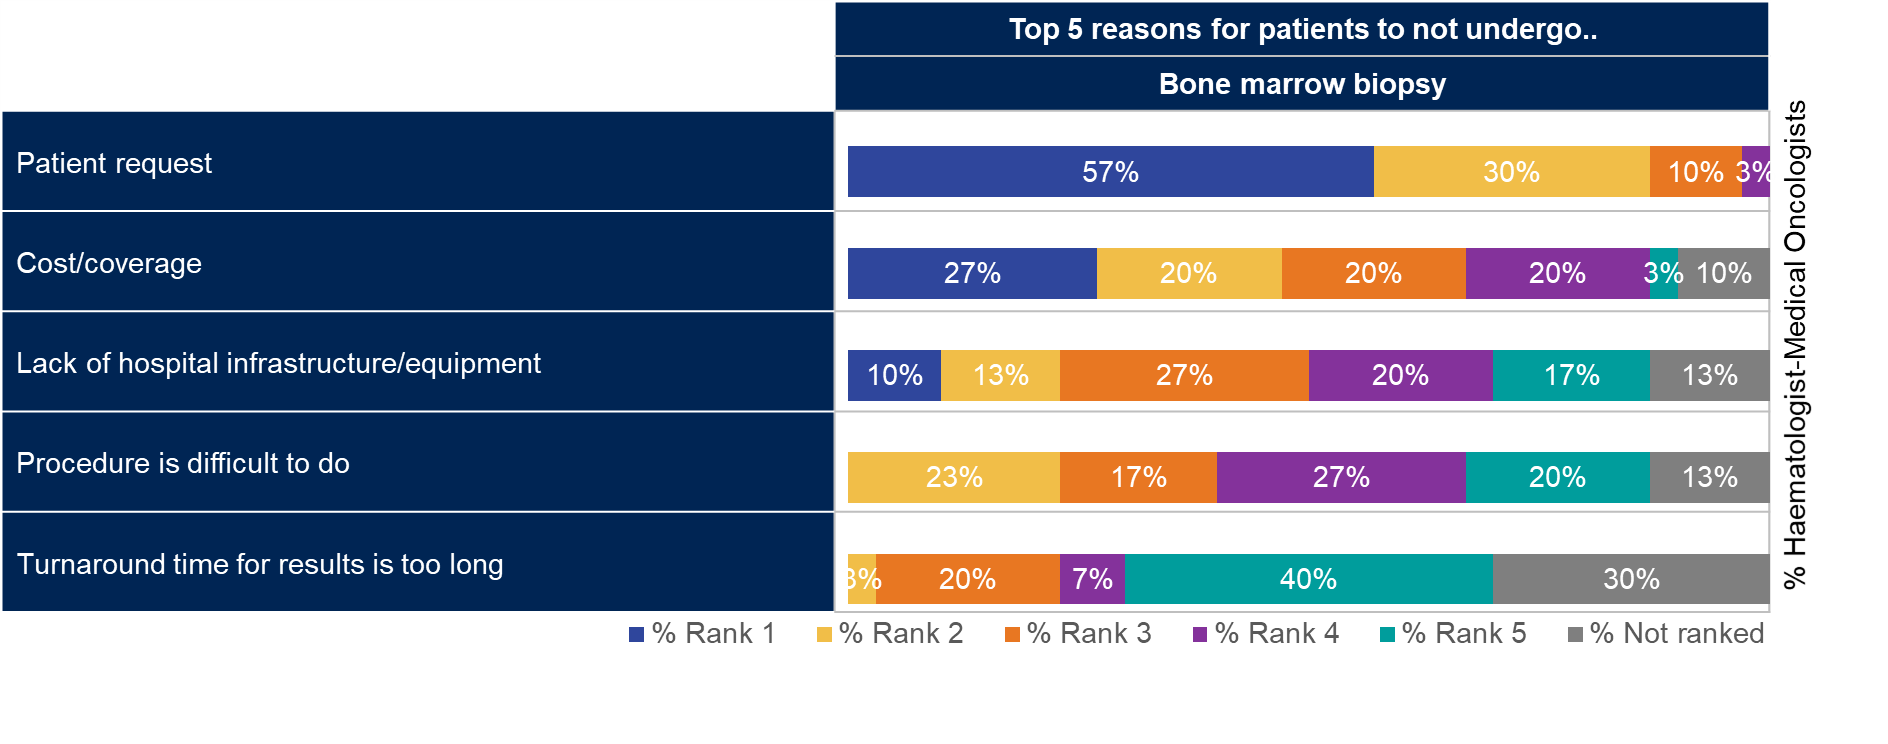 Top 5 reasons for patients to not undergo..
Bone marrow biopsy
Patient request
57% 30% 10% 3%
Cost/coverage
27% 20% 20% 20% 3% 10%
Lack of hospital infrastructure/equipment
10% 13% 27% 20% 17% 13%
Procedure is difficult to do
23% 17% 27% 20% 13%
Turnaround time for results is too long
3% 20% 7% 40% 30%
% Haematologist-Medical Oncologists
% Rank 1 % Rank 2 % Rank 3 % Rank 4 % Rank 5 % Not ranked